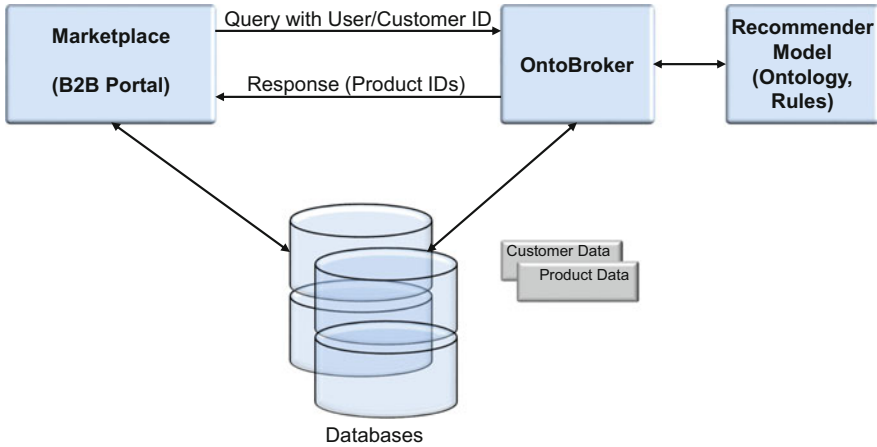 Marketplace
(B2B Portal)
Query with User/Customer ID
Response (Product IDs)
OntoBroker
Recommender
Model
(Ontology,
Rules)
Customer Data
Product Data
Databases